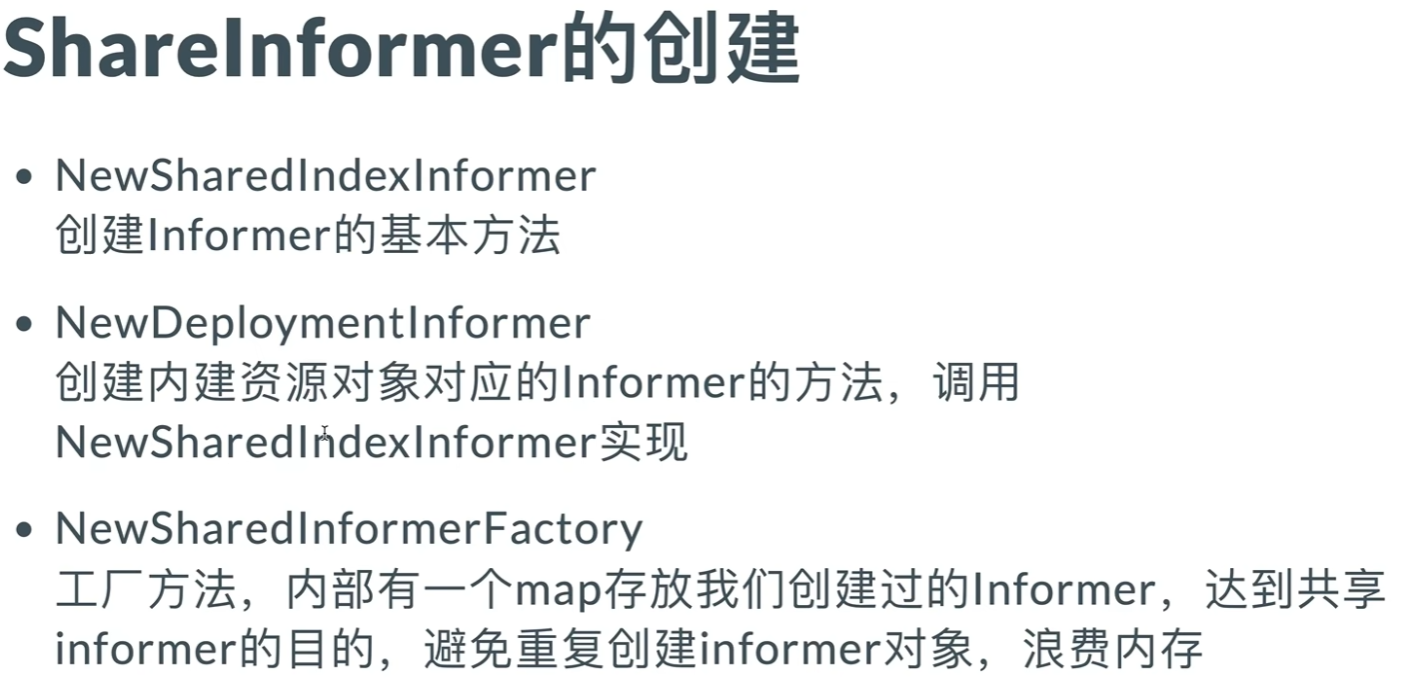 ShareInformer的创建
• NewSharedIndexInformer
创建Informer的基本方法
• NewDeploymentInformer
创建内建资源对象对应的Informer的方法，调用
NewSharedIndexInformer实现
• NewSharedInformerFactory
工厂方法，内部有一个map存放我们创建过的Informer，达到共享
informer的目的，避免重复创建informer对象，浪费内存